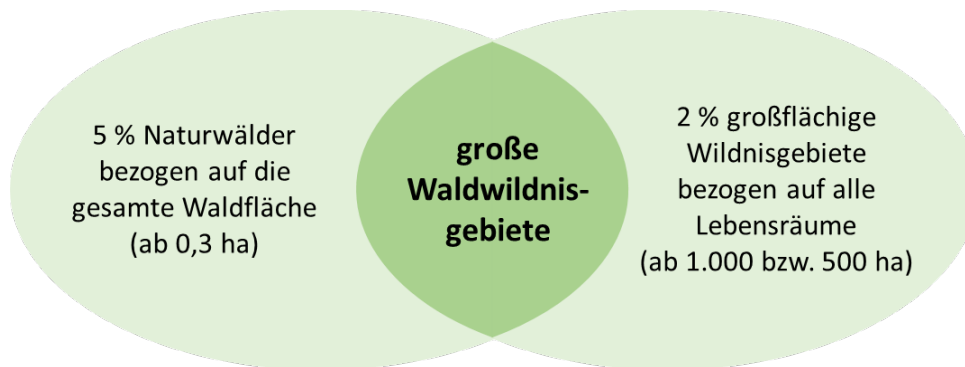 5 % Naturwälder
bezogen auf die
gesamte Waldfläche
(ab 0,3 ha)
große
Waldwildnis-
gebiete
2 % großflächige
Wildnisgebiete
bezogen auf alle
Lebensräume
(ab 1.000 bzw. 500 ha)